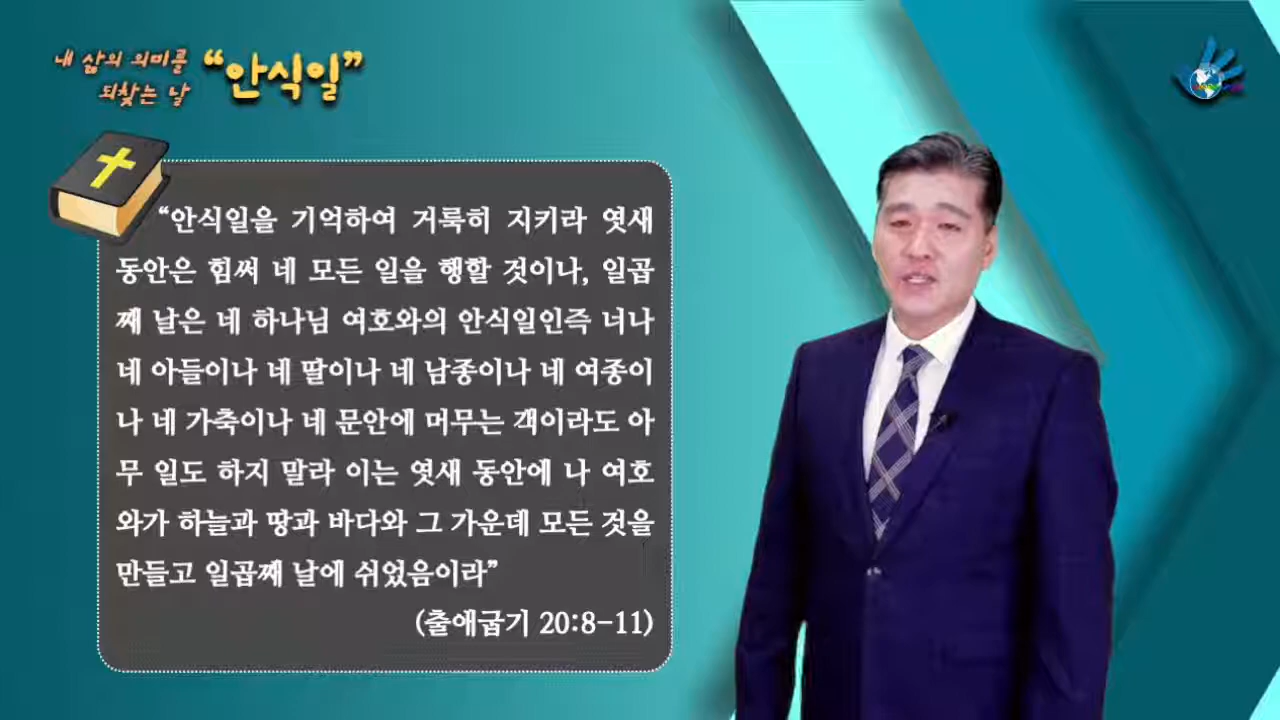 내 삶의 의미를
되찾는 날
“안식일”
“안식일을 기억하여 거룩히 지키라 엿새
동안은 힘써 네 모든 일을 행할 것이나, 일곱
째 날은 네 하나님 여호와의 안식일인즉 너나
네 아들이나 네 딸이나 네 남종이나 네 여종이
나 네 가축이나 네 문안에 머무는 객이라도 아
무 일도 하지 말라 이는 엿새 동안에 나 여호
와가 하늘과 땅과 바다와 그 가운데 모든 것을
만들고 일곱째 날에 쉬었음이라”
(출애굽기 20:8-11)